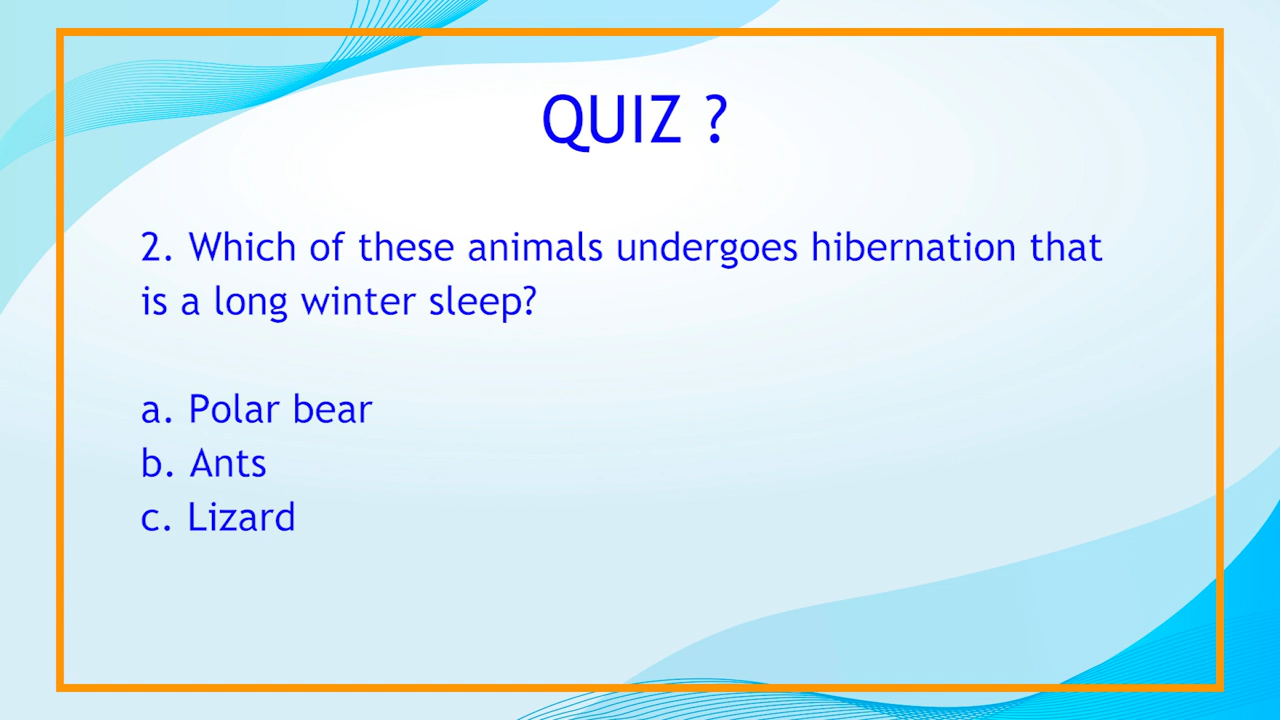 QUIZ ?
2. Which of these animals undergoes hibernation that
is a long winter sleep?
a. Polar bear
b. Ants
c. Lizard